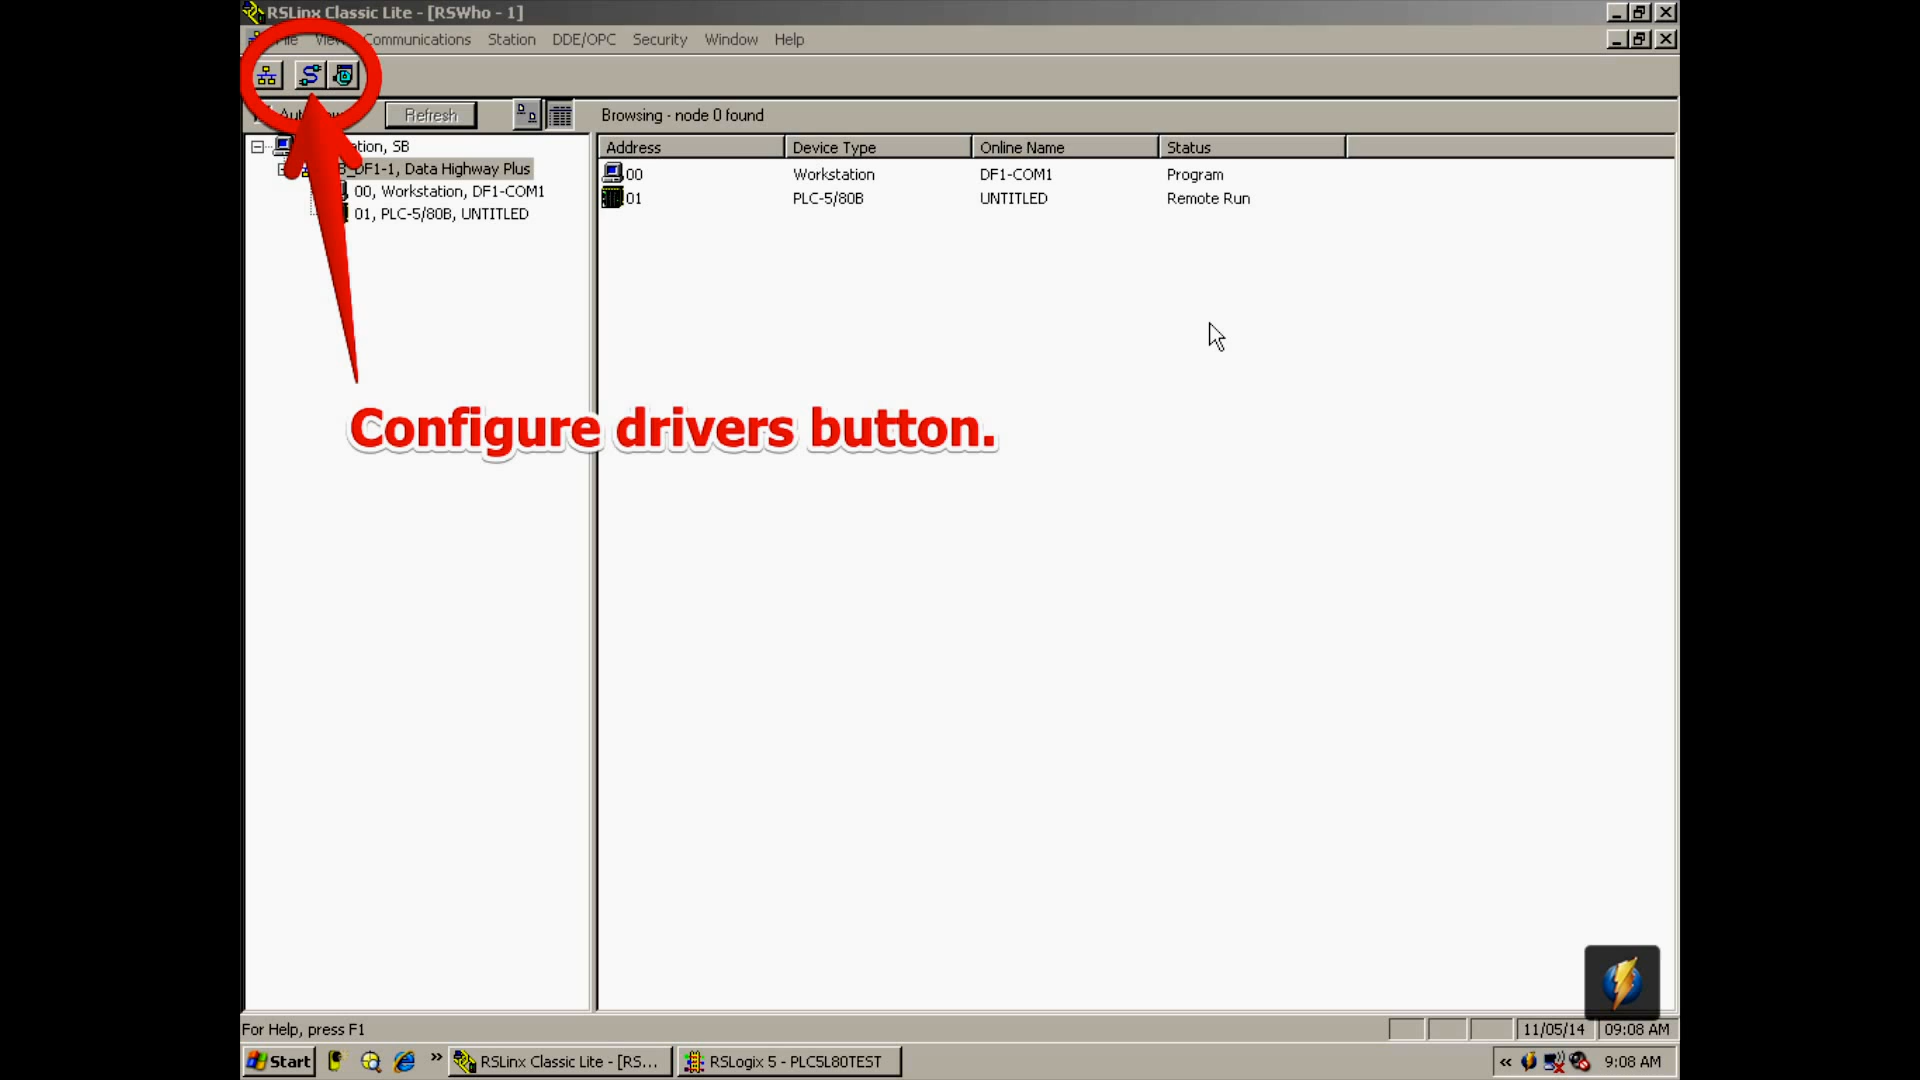 RSLinx Classic Lite - [RSWho - 1]
File View Communications Station DDE/OPC Security Window Help
Refresh Browsing - node 0 found
Address Device Type Online Name Status
SB
DF1-1, Data Highway Plus
00, Workstation, DF1-COM1
01, PLC-5/80B, UNTITLED
00 Workstation DF1-COM1 Program
01 PLC-5/80B UNTITLED Remote Run
Configure drivers button.
For Help, press F1 11/05/14 09:08 AM
Start » RSLinx Classic Lite - [RS... RSLogix 5 - PLC5L80TEST « 9:08 AM